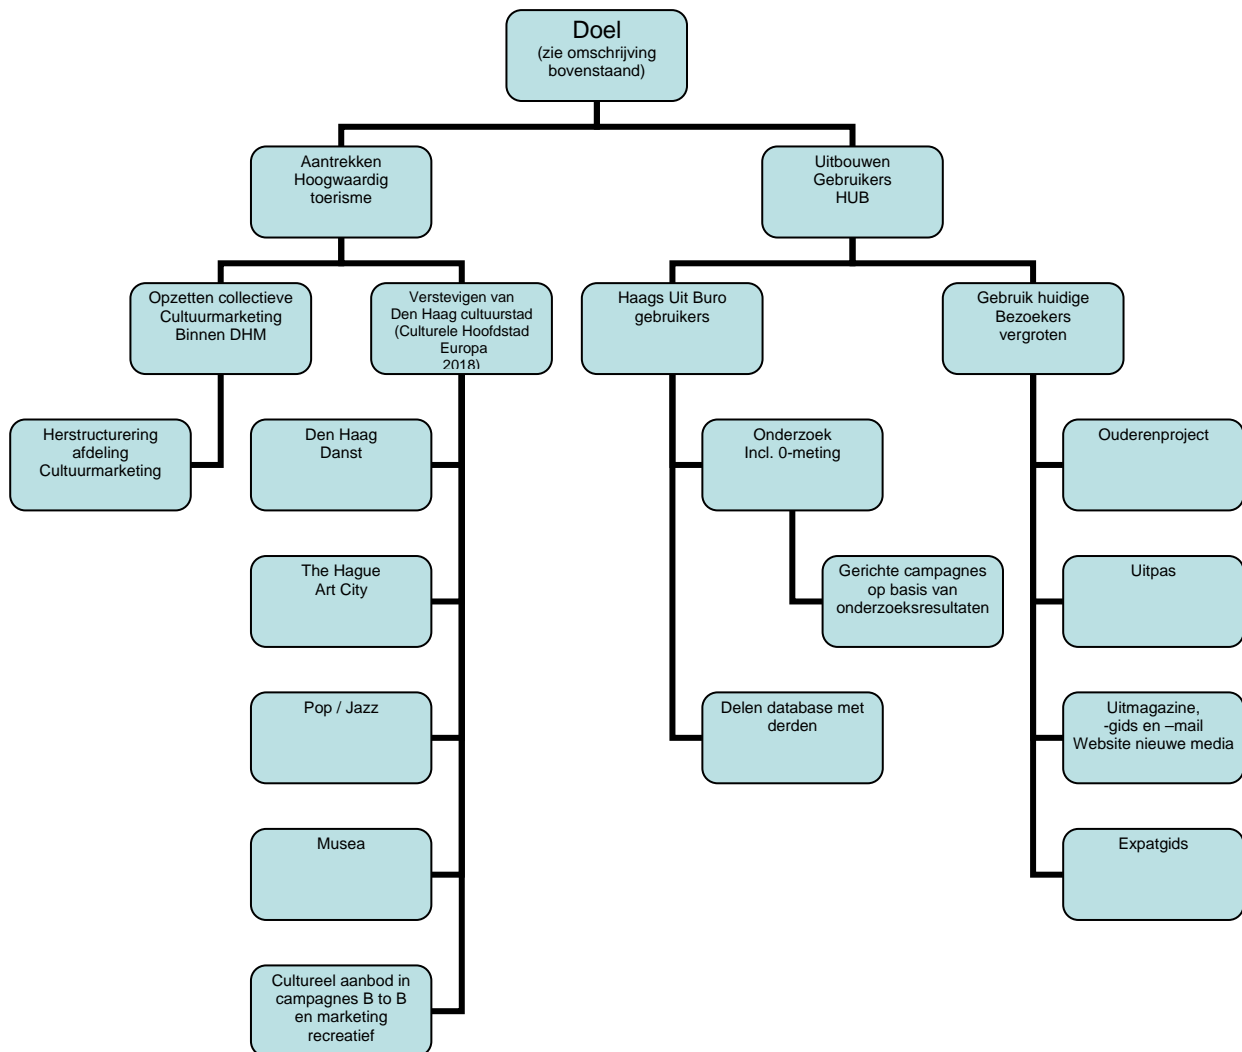 Doel
(zie omschrijving
bovenstaand)
Aantrekken
Hoogwaardig
toerisme
Uitbouwen
Gebruikers
HUB
Opzetten collectieve
Cultuurmarketing
Binnen DHM
Verstevigen van
Den Haag cultuurstad
(Culturele Hoofdstad
Europa
2018)
Haags Uit Buro
gebruikers
Gebruik huidige
Bezoekers
vergroten
Herstructurering
afdeling
Cultuurmarketing
Den Haag
Danst
Onderzoek
Incl. 0-meting
Ouderenproject
The Hague
Art City
Gerichte campagnes
op basis van
onderzoeksresultaten
Uitpas
Pop / Jazz
Delen database met
derden
Uitmagazine,
-gids en –mail
Website nieuwe media
Musea
Expatgids
Cultureel aanbod in
campagnes B to B
en marketing
recreatief